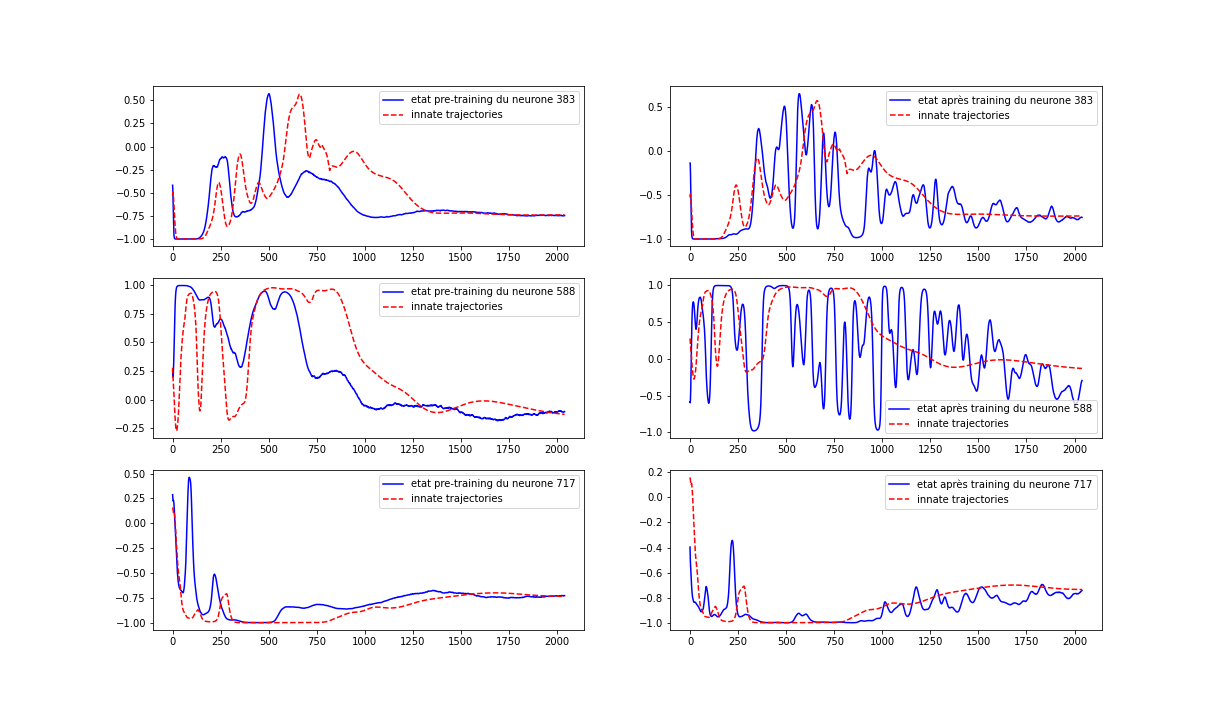 etat pre-training du neurone 383
innate trajectories
0.50
0.25
0.00
−0.25
−0.50
−0.75
−1.00
0 250 500 750 1000 1250 1500 1750 2000
etat après training du neurone 383
innate trajectories
0.5
0.0
−0.5
−1.0
0 250 500 750 1000 1250 1500 1750 2000
etat pre-training du neurone 588
innate trajectories
1.00
0.75
0.50
0.25
0.00
−0.25
0 250 500 750 1000 1250 1500 1750 2000
etat après training du neurone 588
innate trajectories
1.0
0.5
0.0
−0.5
−1.0
0 250 500 750 1000 1250 1500 1750 2000
etat pre-training du neurone 717
innate trajectories
0.50
0.25
0.00
−0.25
−0.50
−0.75
−1.00
0 250 500 750 1000 1250 1500 1750 2000
etat après training du neurone 717
innate trajectories
0.2
0.0
−0.2
−0.4
−0.6
−0.8
−1.0
0 250 500 750 1000 1250 1500 1750 2000